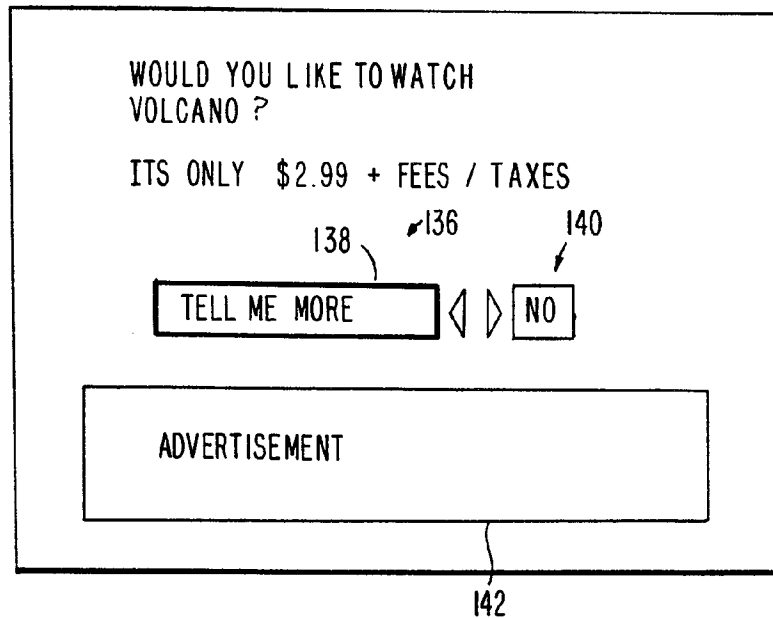 WOULD YOU LIKE TO WATCH
VOLCANO ?
ITS ONLY $2.99 + FEES / TAXES
138 136 140
TELL ME MORE NO
ADVERTISEMENT
142